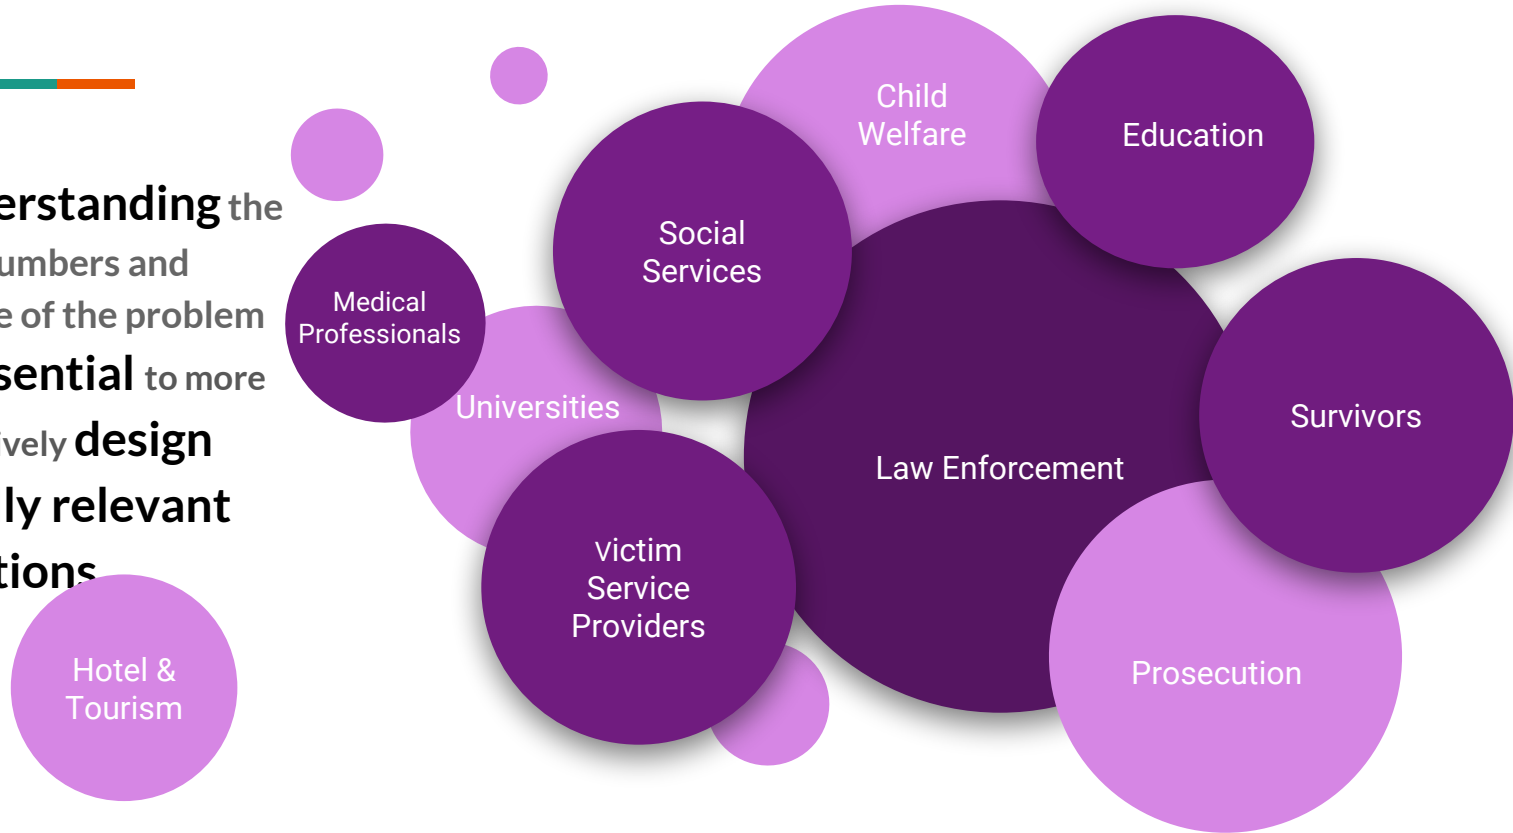 erstanding the
umbers and
e of the problem
sential to more
ively design
ly relevant
tions
Hotel &
Tourism
Medical
Professionals
Universities
Social
Services
Victim
Service
Providers
Child
Welfare
Education
Law Enforcement
Survivors
Prosecution